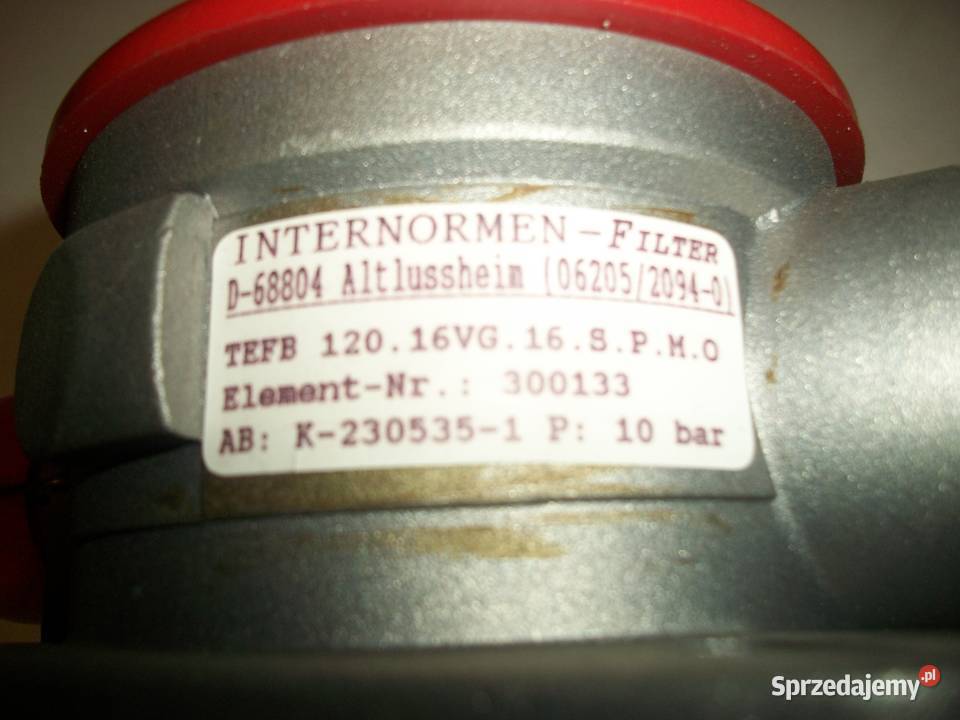 INTERNORMEN-FILTER
D-68804 Altlussheim (06205/2094-0)
TEFB 120.16VG.16.S.P.M.O
Element-Nr.: 300133
AB: K-230535-1 P: 10 bar
Sprzedajemy.pl